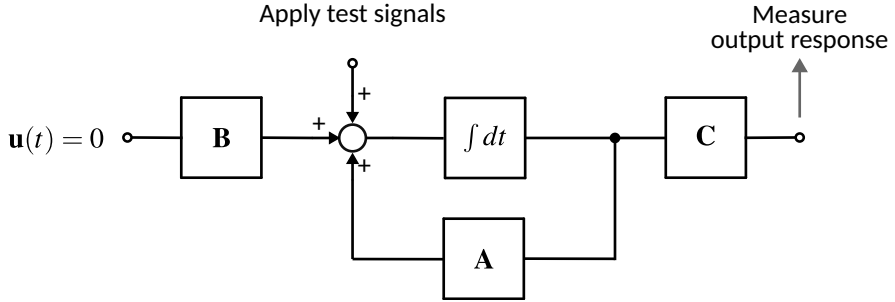 Apply test signals
Measure
output response
+
u(t) = 0
B
+
∫ dt
C
+
A